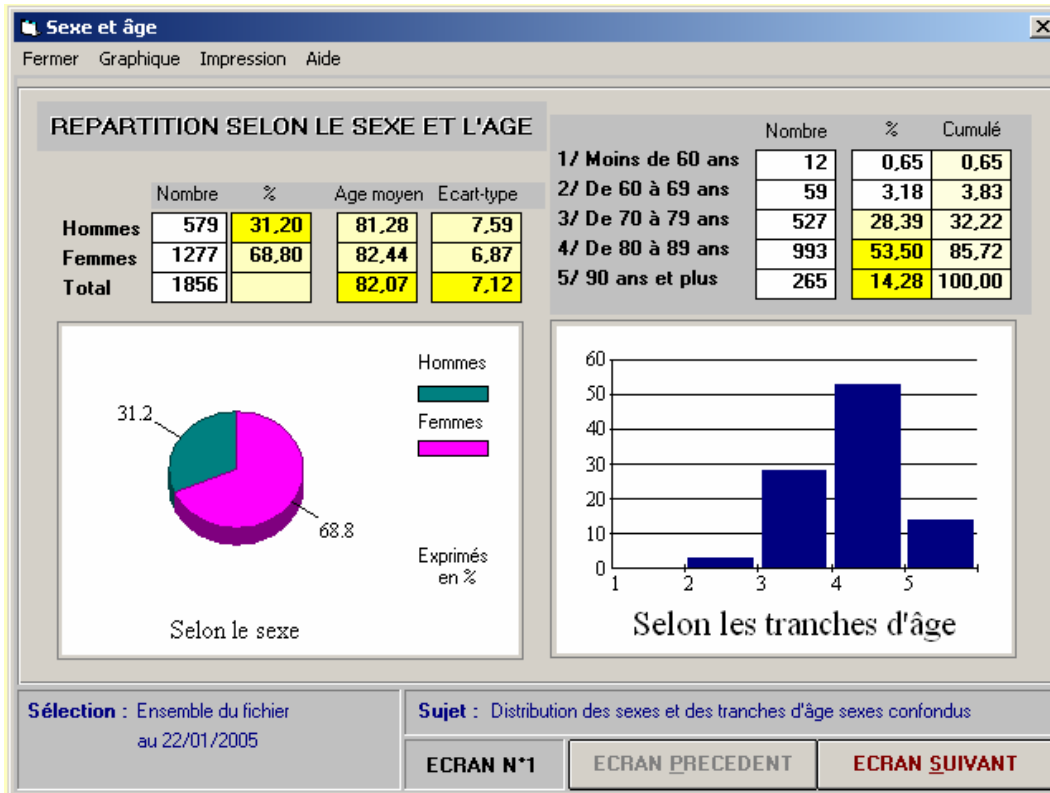 Sexe et âge
Fermer Graphique Impression Aide
REPARTITION SELON LE SEXE ET L'AGE
Nombre % Age moyen Ecart-type
Hommes 579 31,20 81,28 7,59
Femmes 1277 68,80 82,44 6,87
Total 1856 82,07 7,12
Nombre % Cumulé
1/ Moins de 60 ans 12 0,65 0,65
2/ De 60 à 69 ans 59 3,18 3,83
3/ De 70 à 79 ans 527 28,39 32,22
4/ De 80 à 89 ans 993 53,50 85,72
5/ 90 ans et plus 265 14,28 100,00
Hommes
31.2
Femmes
68.8
Exprimés
en %
Selon le sexe
60
50
40
30
20
10
0
1 2 3 4 5
Selon les tranches d'âge
Sélection : Ensemble du fichier
au 22/01/2005
Sujet : Distribution des sexes et des tranches d'âge sexes confondus
ECRAN N°1 ECRAN PRECEDENT ECRAN SUIVANT